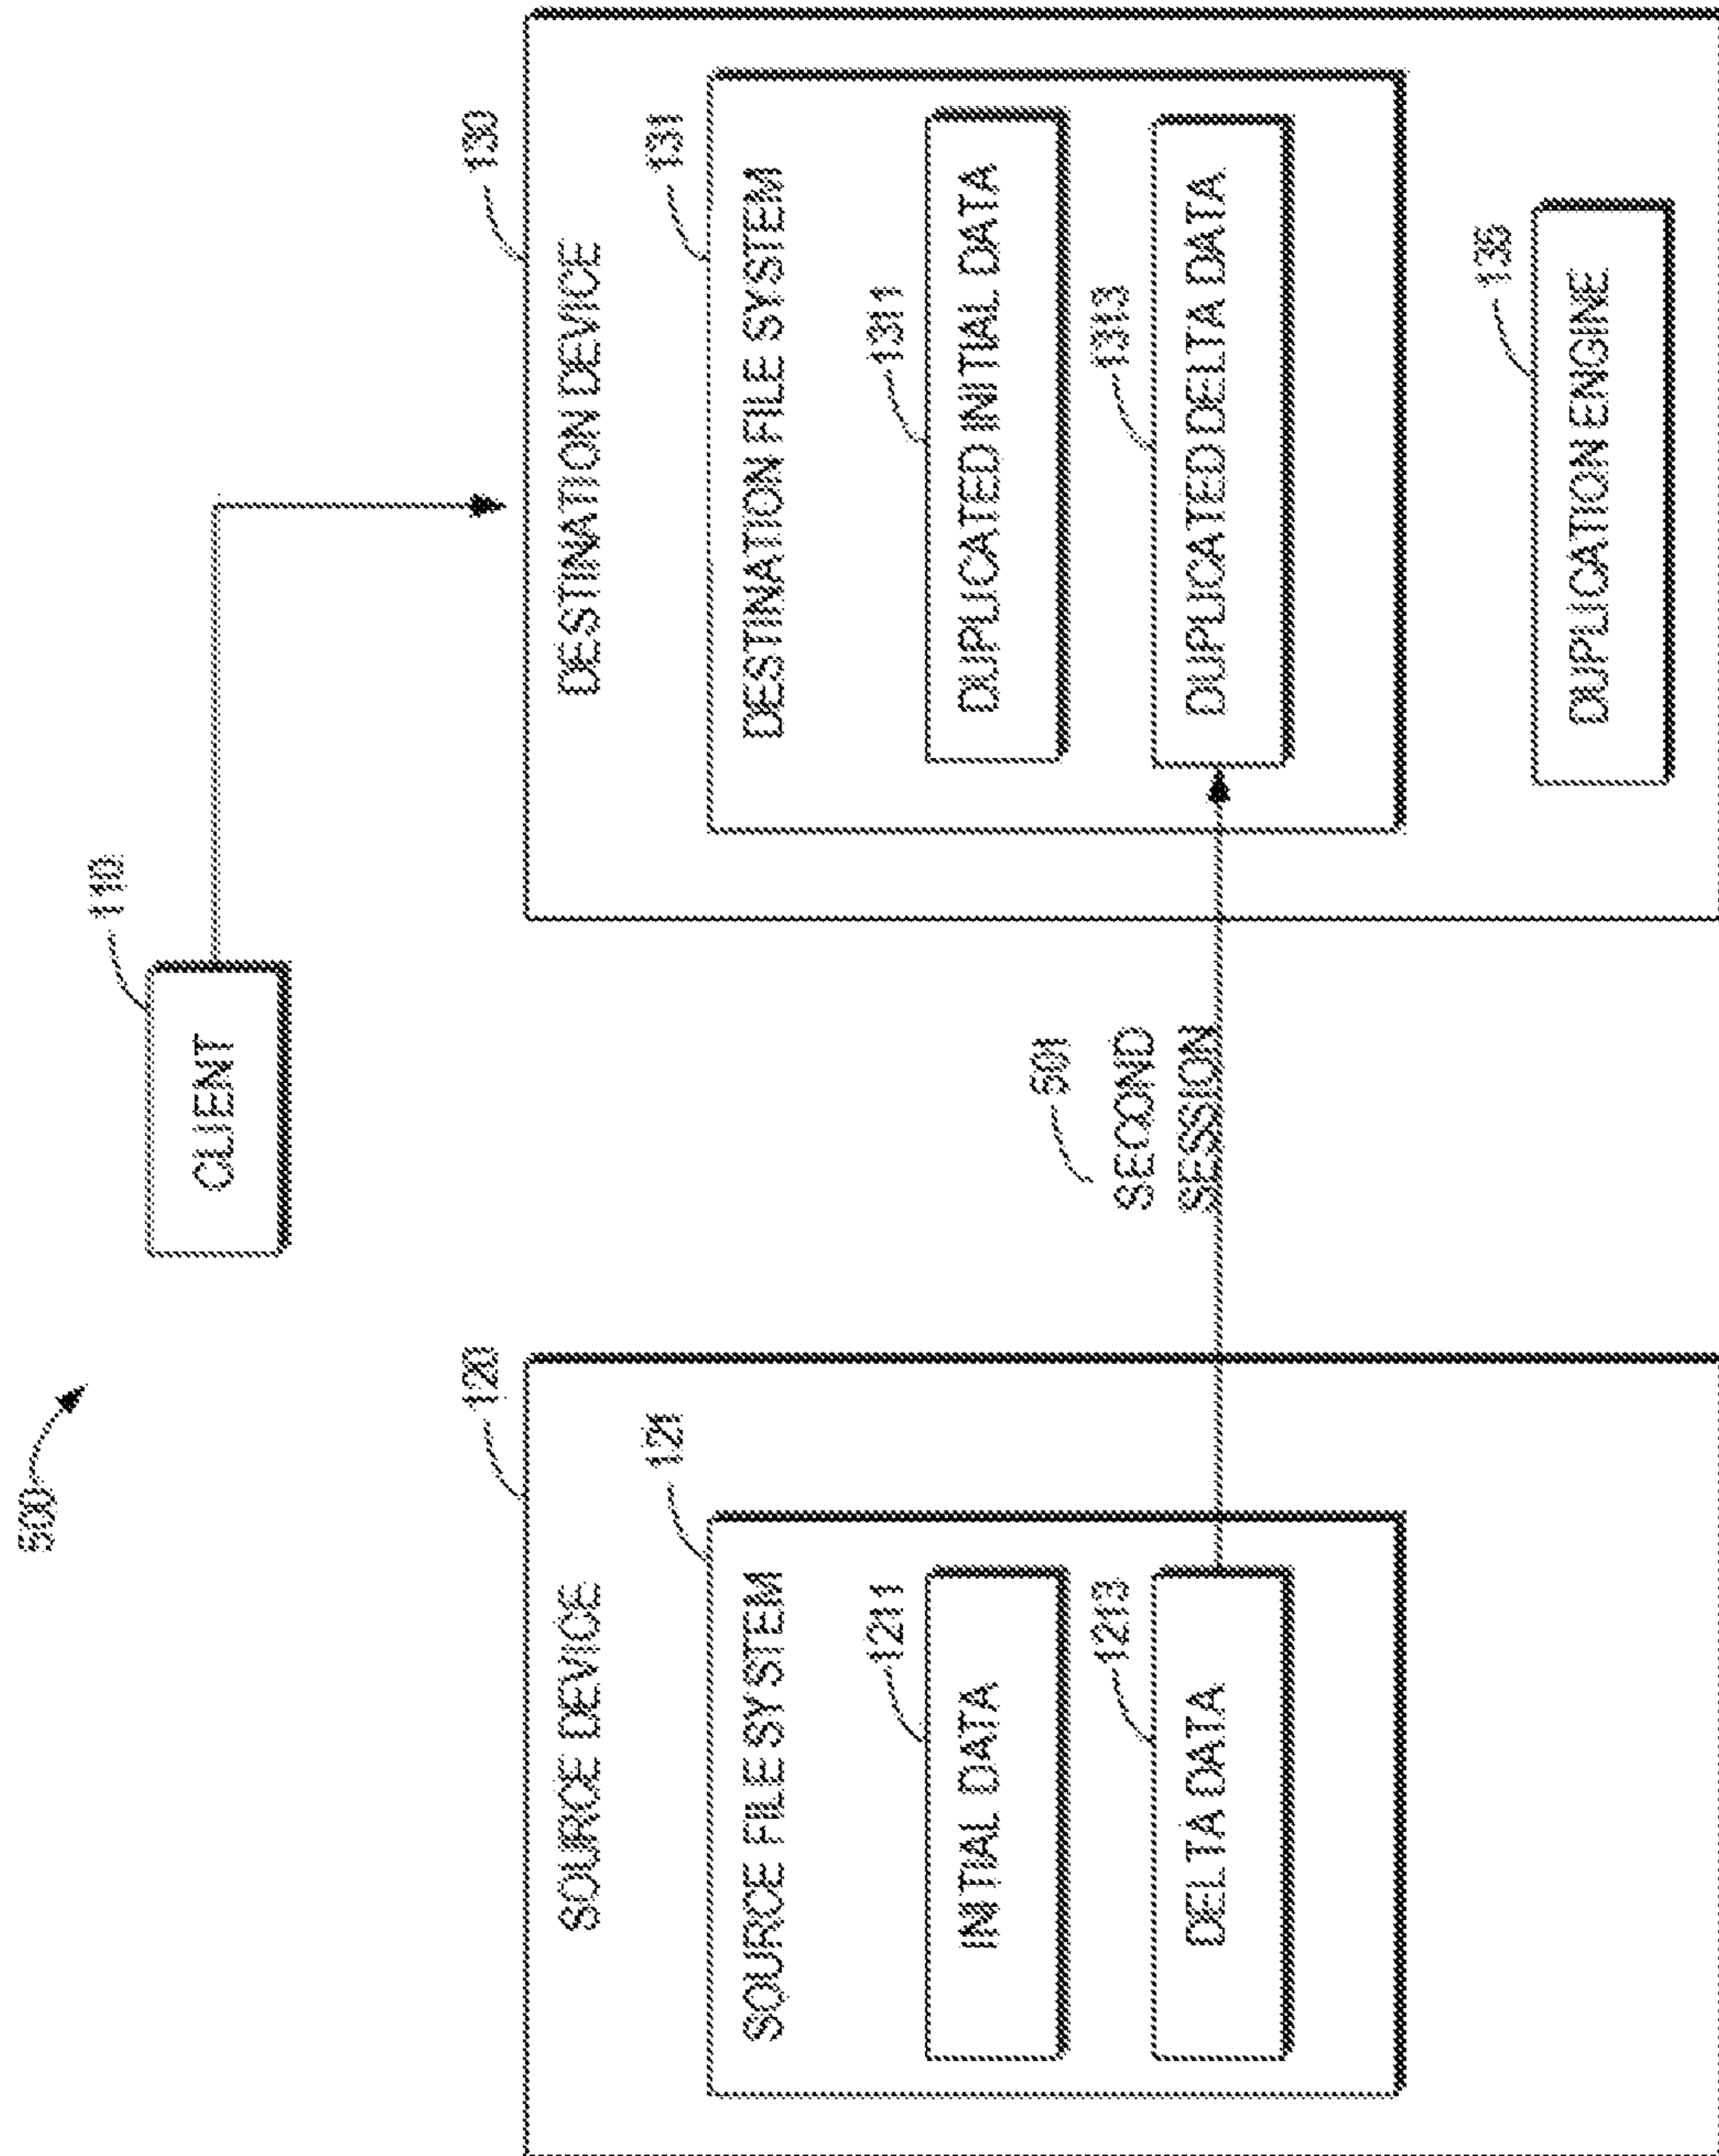 500
110
CLIENT
120
SOURCE DEVICE
121
SOURCE FILE SYSTEM
1211
INITIAL DATA
1213
DELTA DATA
501
SECOND
SESSION
130
DESTINATION DEVICE
131
DESTINATION FILE SYSTEM
1311
DUPLICATED INITIAL DATA
1313
DUPLICATED DELTA DATA
135
DUPLICATION ENGINE